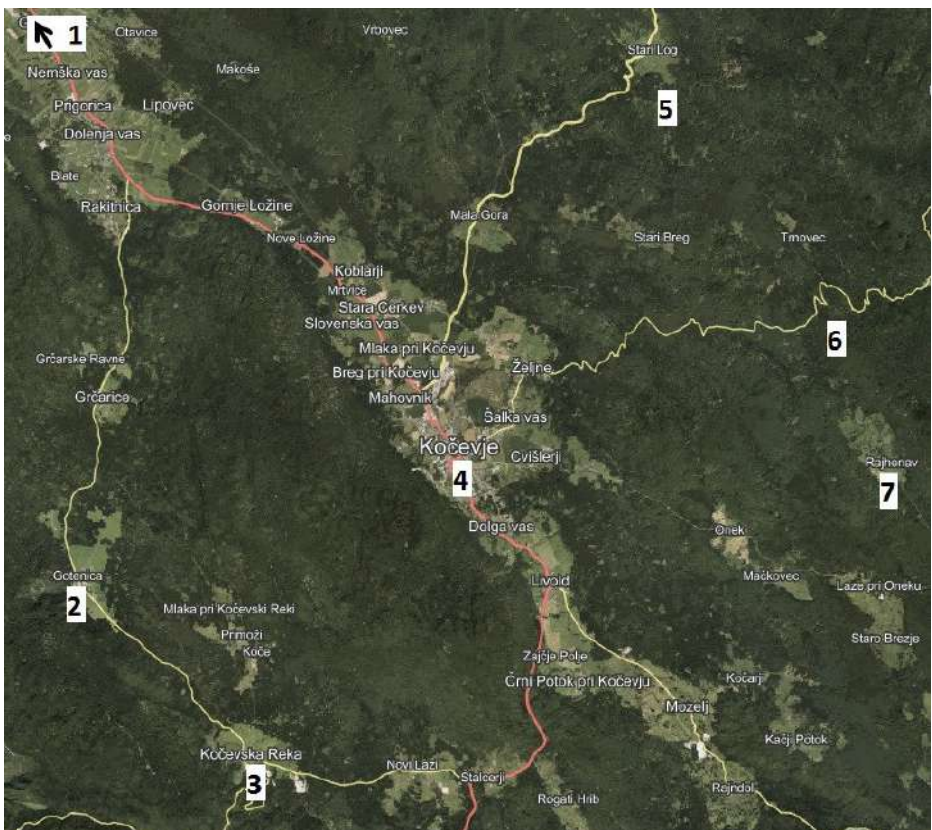 1
Otavice
Vrbovec
Stari Log
Nemška vas
Makoše
Prigorica
Lipovec
5
Dolenja vas
Blate
Rakitnica
Gornje Ložine
Mala Gora
Nove Ložine
Stari Breg
Trnovec
Koblarji
Mrtvice
Stara Cerkev
Slovenska vas
6
Mlaka pri Kočevju
Grčarske Ravne
Breg pri Kočevju
Željne
Grčarice
Mahovnik
Šalka vas
Kočevje
Cvišlerji
Rajhenav
4
7
Dolga vas
Onek
Gotenica
Livold
Mačkovec
Laze pri Oneku
2
Mlaka pri Kočevski Reki
Primoži
Staro Brezje
Koče
Zajčje Polje
Črni Potok pri Kočevju
Kočarji
Mozelj
Kačji Potok
Kočevska Reka
Novi Lazi
3
Štalcerji
Rajndol
Rogati Hrib